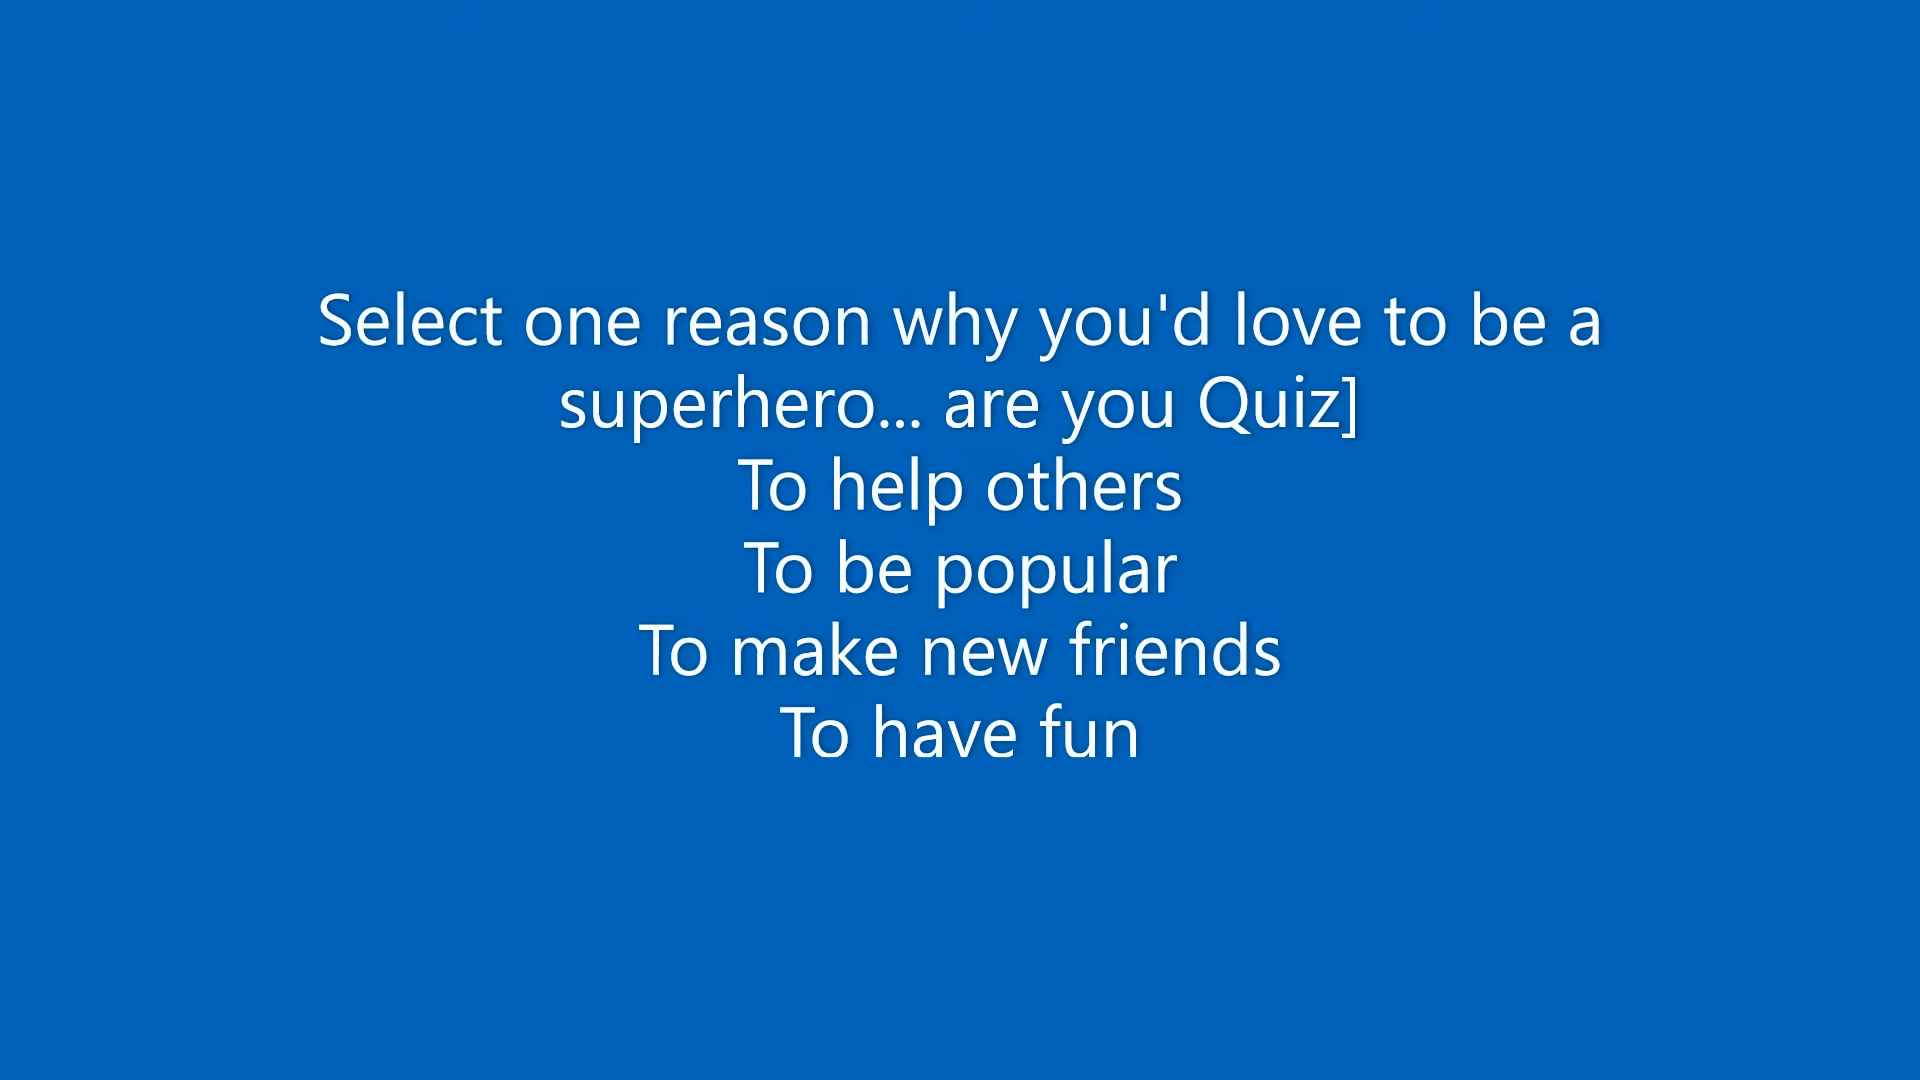 Select one reason why you'd love to be a
superhero... are you Quiz]
To help others
To be popular
To make new friends
To have fun